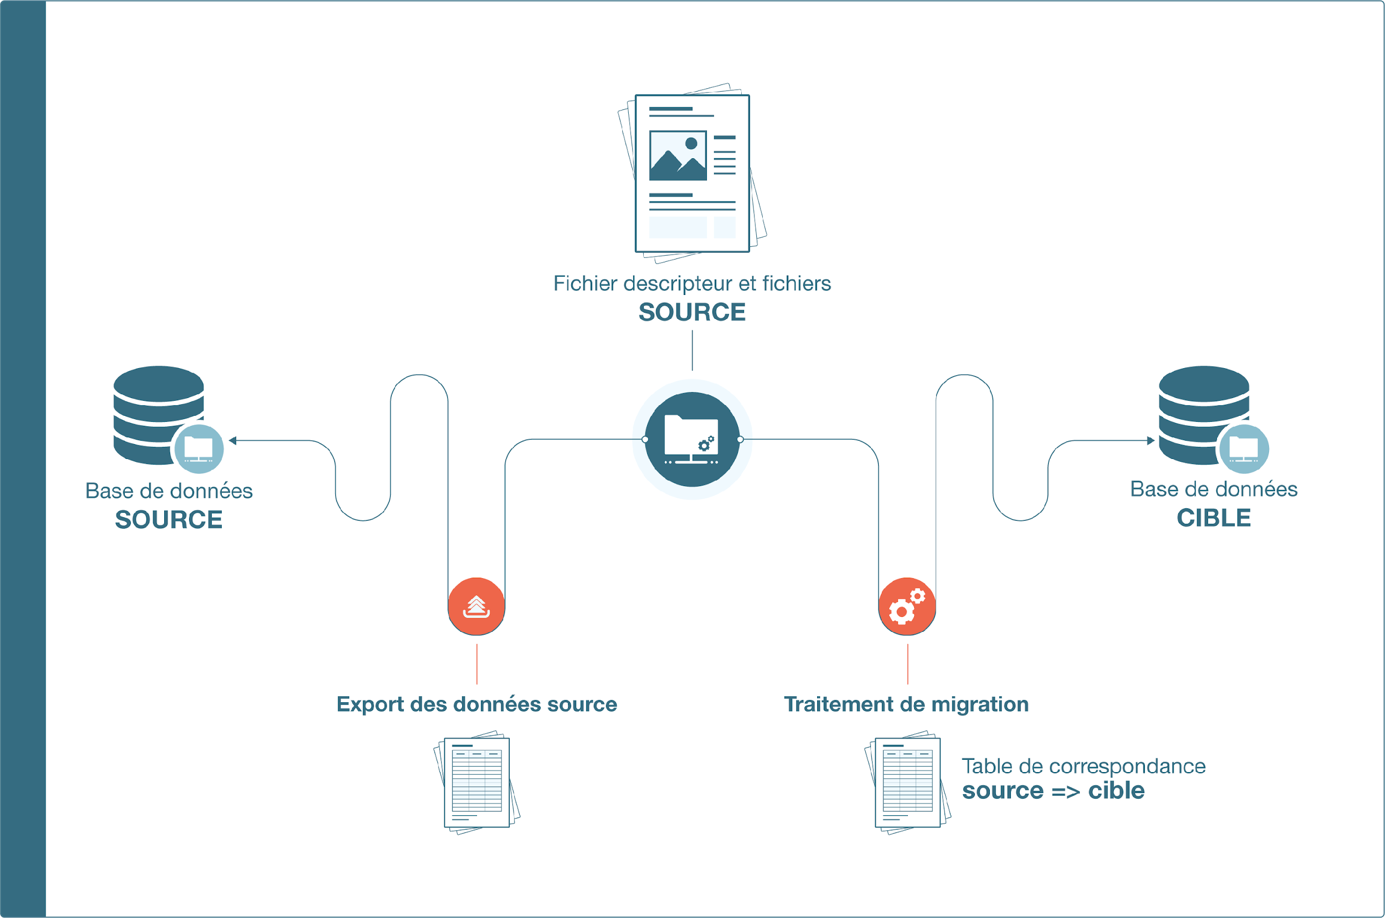 Fichier descripteur et fichiers
SOURCE
Base de données
SOURCE
Base de données
CIBLE
Export des données source
Traitement de migration
Table de correspondance
source => cible